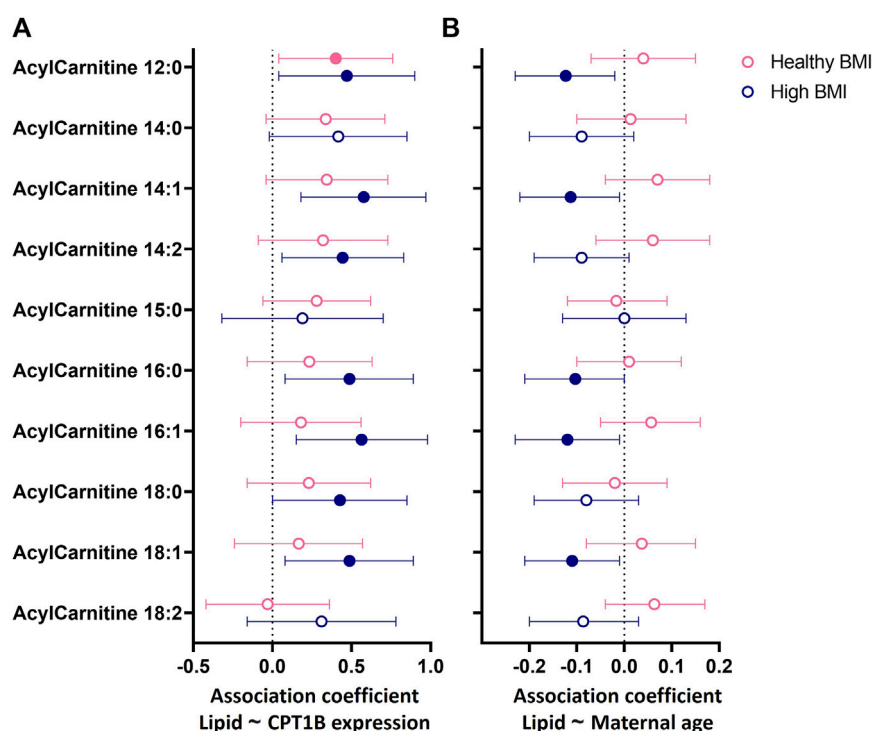 A
B
AcylCarnitine 12:0
AcylCarnitine 14:0
AcylCarnitine 14:1
AcylCarnitine 14:2
AcylCarnitine 15:0
AcylCarnitine 16:0
AcylCarnitine 16:1
AcylCarnitine 18:0
AcylCarnitine 18:1
AcylCarnitine 18:2
Healthy BMI
High BMI
-0.5 0.0 0.5 1.0
Association coefficient
Lipid ~ CPT1B expression
-0.2 -0.1 0.0 0.1 0.2
Association coefficient
Lipid ~ Maternal age